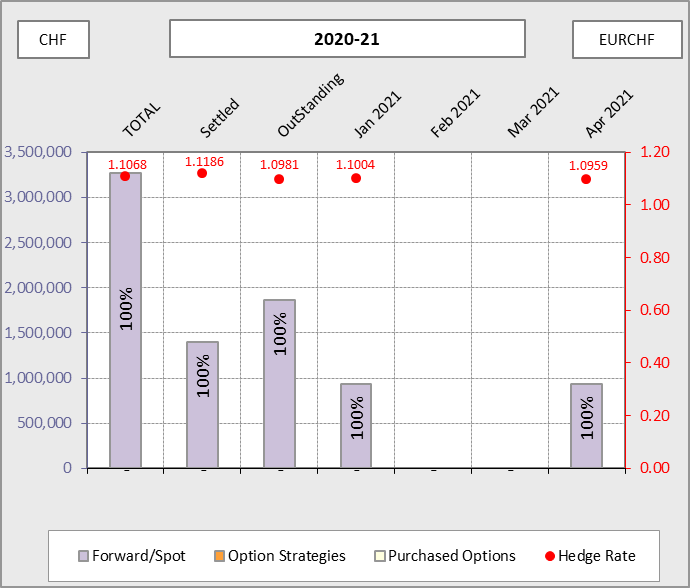 CHF 2020-21 EURCHF
TOTAL Settled OutStanding Jan 2021 Feb 2021 Mar 2021 Apr 2021
3,500,000 1.1068 1.1186 1.0981 1.1004 1.0959 1.20
3,000,000 1.00
2,500,000 0.80
2,000,000
100% 100% 0.60
1,500,000
100% 0.40
1,000,000
100% 100%
500,000 0.20
0 - - - - - - - 0.00
Forward/Spot Option Strategies Purchased Options Hedge Rate